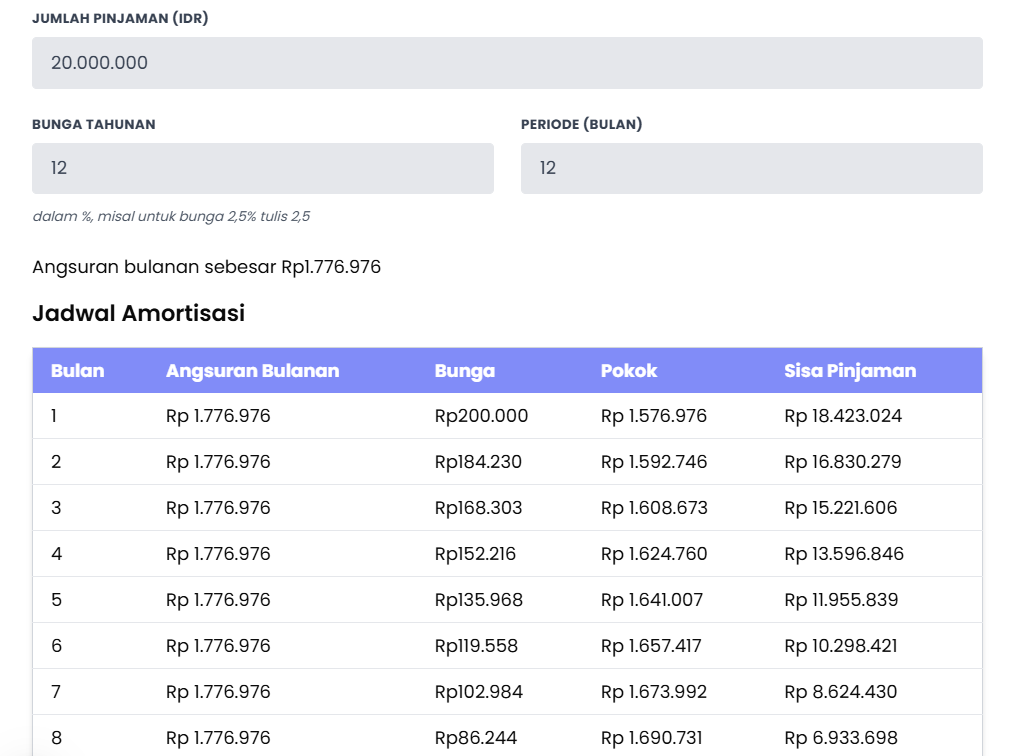 JUMLAH PINJAMAN (IDR)
20.000.000
BUNGA TAHUNAN PERIODE (BULAN)
12 12
dalam %, misal untuk bunga 2,5% tulis 2,5
Angsuran bulanan sebesar Rp1.776.976
Jadwal Amortisasi
Bulan Angsuran Bulanan Bunga Pokok Sisa Pinjaman
1 Rp 1.776.976 Rp200.000 Rp 1.576.976 Rp 18.423.024
2 Rp 1.776.976 Rp184.230 Rp 1.592.746 Rp 16.830.279
3 Rp 1.776.976 Rp168.303 Rp 1.608.673 Rp 15.221.606
4 Rp 1.776.976 Rp152.216 Rp 1.624.760 Rp 13.596.846
5 Rp 1.776.976 Rp135.968 Rp 1.641.007 Rp 11.955.839
6 Rp 1.776.976 Rp119.558 Rp 1.657.417 Rp 10.298.421
7 Rp 1.776.976 Rp102.984 Rp 1.673.992 Rp 8.624.430
8 Rp 1.776.976 Rp86.244 Rp 1.690.731 Rp 6.933.698